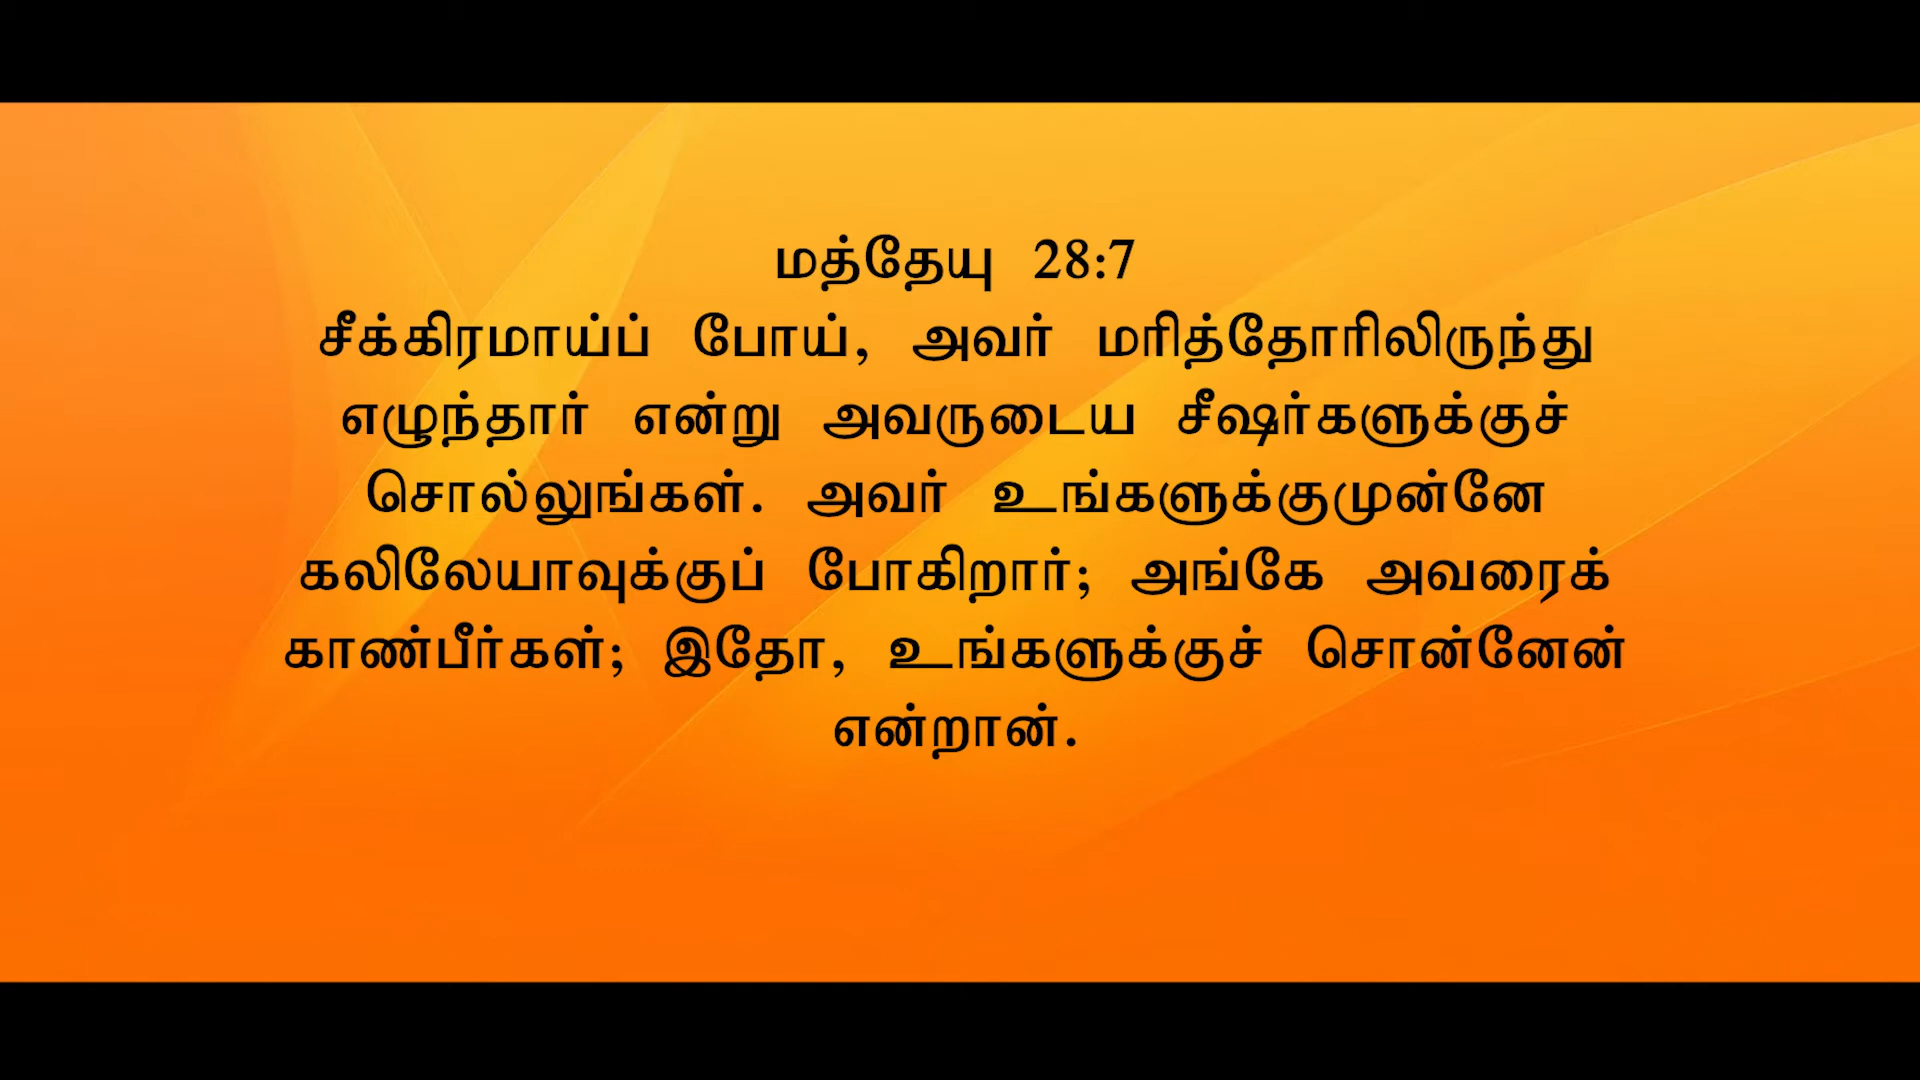 மத்தேயு 28:7
சீக்கிரமாய்ப் போய், அவர் மரித்தோரிலிருந்து
எழுந்தார் என்று அவருடைய சீஷர்களுக்குச்
சொல்லுங்கள். அவர் உங்களுக்குமுன்னே
கலிலேயாவுக்குப் போகிறார்; அங்கே அவரைக்
காண்பீர்கள்; இதோ, உங்களுக்குச் சொன்னேன்
என்றான்.